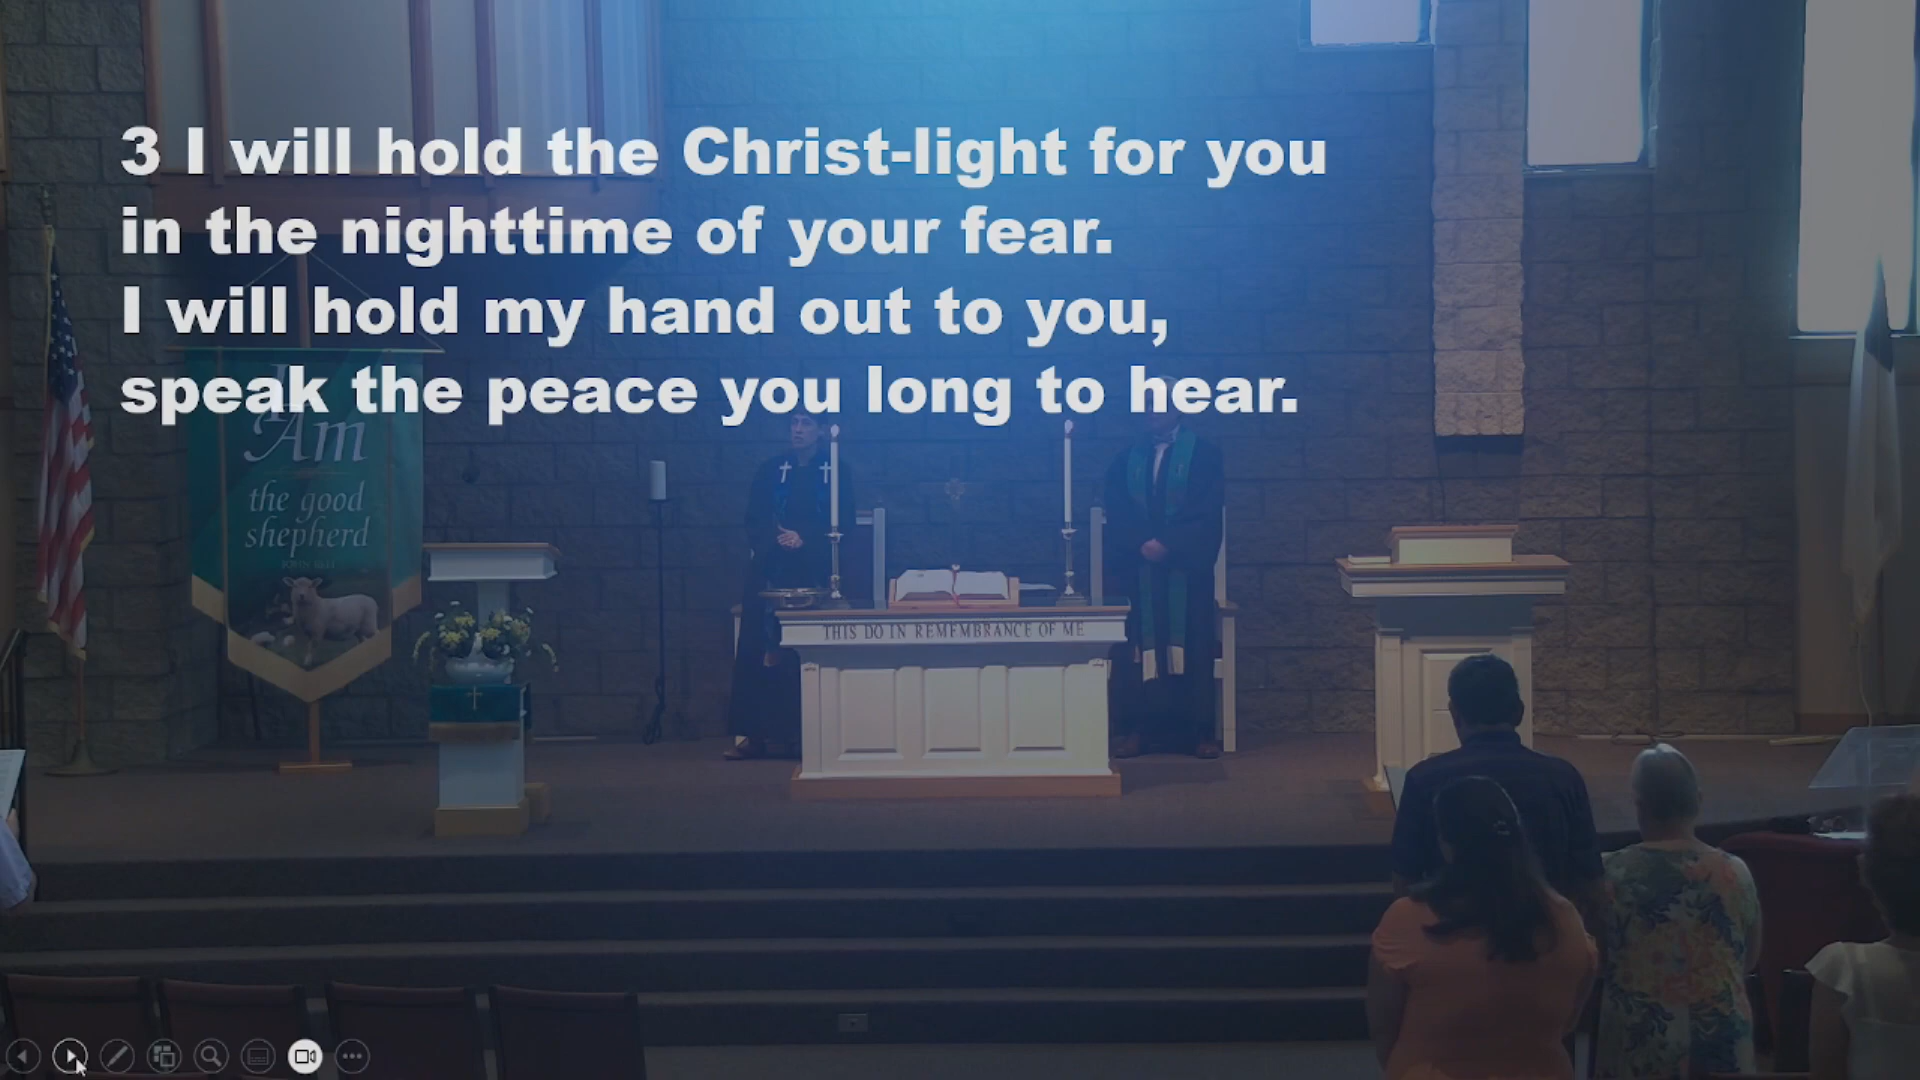 3 I will hold the Christ-light for you
in the nighttime of your fear.
I will hold my hand out to you,
speak the peace you long to hear.
I
Am
the good
shepherd
THIS DO IN REMEMBRANCE OF ME